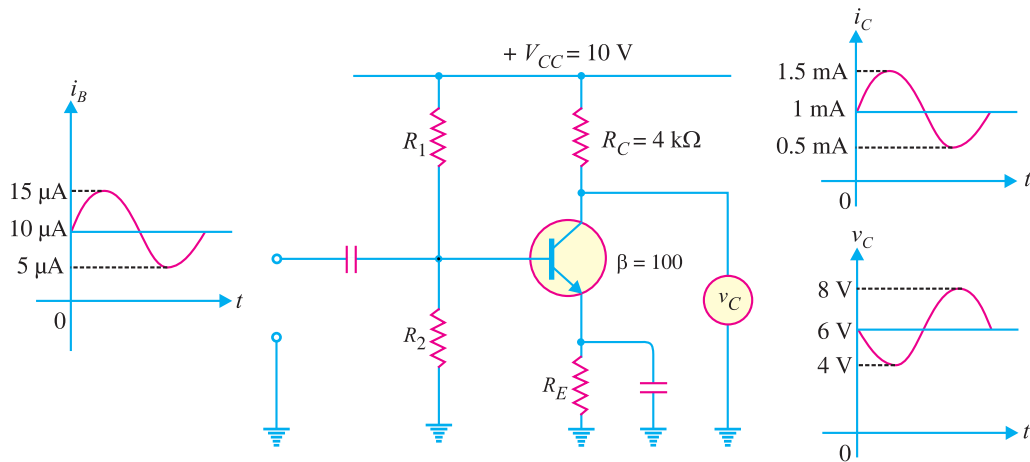 i_B
15 μA
10 μA
5 μA
0
t
+ V_CC = 10 V
R_1
R_C = 4 kΩ
β = 100
R_2
R_E
v_C
i_C
1.5 mA
1 mA
0.5 mA
0
t
v_C
8 V
6 V
4 V
0
t